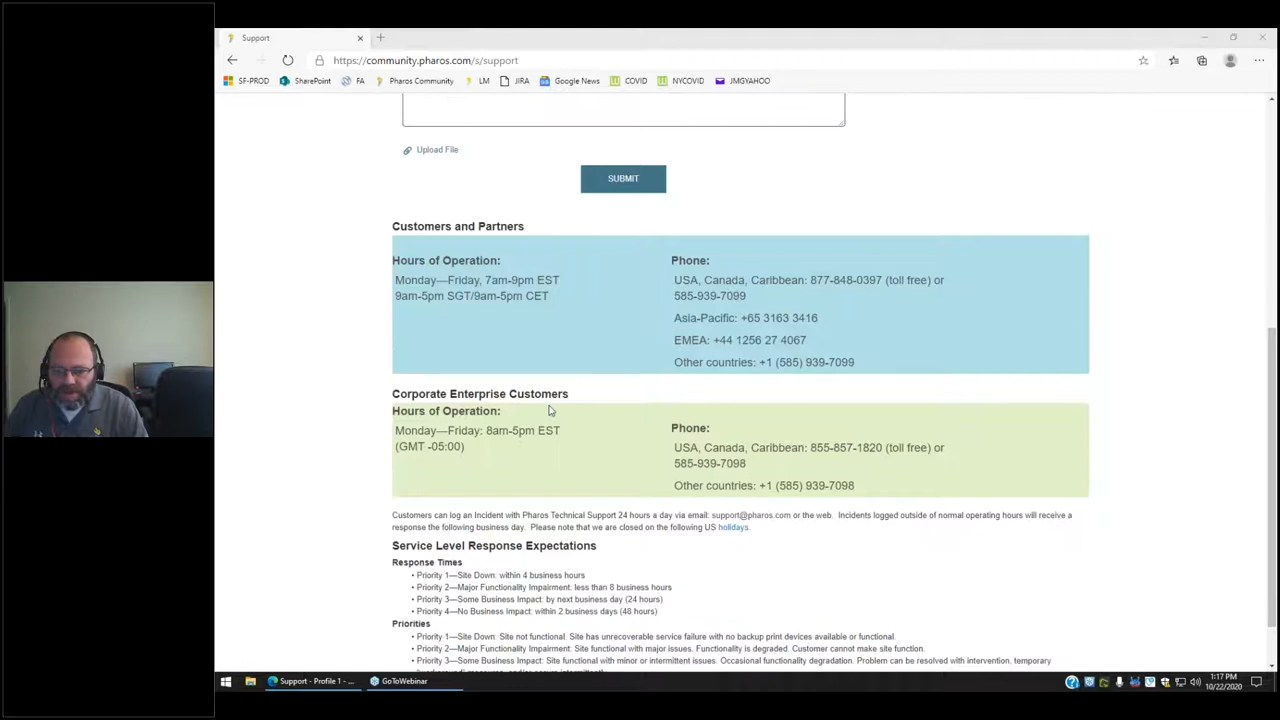 Support
https://community.pharos.com/s/support
SF-PROD SharePoint FA Pharos Community LM JIRA Google News COVID NYCOVID JMGYAHOO
Upload File
SUBMIT
Customers and Partners
Hours of Operation:
Monday—Friday, 7am-9pm EST
9am-5pm SGT/9am-5pm CET
Phone:
USA, Canada, Caribbean: 877-848-0397 (toll free) or
585-939-7099
Asia-Pacific: +65 3163 3416
EMEA: +44 1256 27 4067
Other countries: +1 (585) 939-7099
Corporate Enterprise Customers
Hours of Operation:
Monday—Friday: 8am-5pm EST
(GMT -05:00)
Phone:
USA, Canada, Caribbean: 855-857-1820 (toll free) or
585-939-7098
Other countries: +1 (585) 939-7098
Customers can log an Incident with Pharos Technical Support 24 hours a day via email: support@pharos.com or the web. Incidents logged outside of normal operating hours will receive a
response the following business day. Please note that we are closed on the following US holidays.
Service Level Response Expectations
Response Times
• Priority 1—Site Down: within 4 business hours
• Priority 2—Major Functionality Impairment: less than 8 business hours
• Priority 3—Some Business Impact: by next business day (24 hours)
• Priority 4—No Business Impact: within 2 business days (48 hours)
Priorities
• Priority 1—Site Down: Site not functional. Site has unrecoverable service failure with no backup print devices available or functional.
• Priority 2—Major Functionality Impairment: Site functional with major issues. Functionality is degraded. Customer cannot make site function.
• Priority 3—Some Business Impact: Site functional with minor or intermittent issues. Occasional functionality degradation. Problem can be resolved with intervention, temporary
Support - Profile 1 - ...
GoToWebinar
1:17 PM
10/22/2020